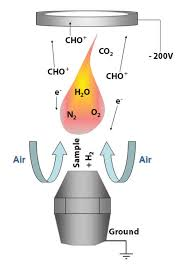 CHO⁺
CO₂
- 200V
CHO⁺
CHO⁺
e⁻
H₂O
e⁻
N₂
O₂
Air
Sample
+ H₂
Air
Ground